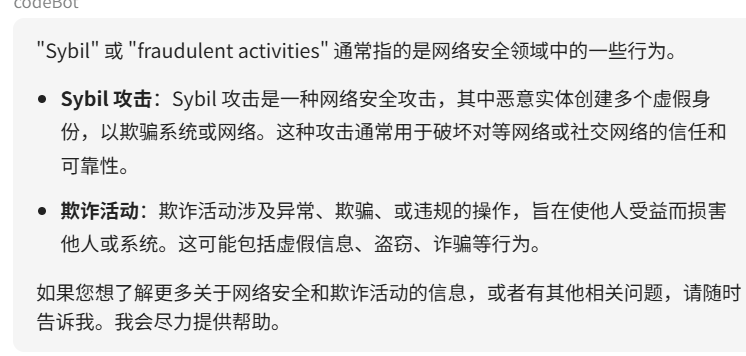 codeBot
"Sybil" 或 "fraudulent activities" 通常指的是网络安全领域中的一些行为。
• Sybil 攻击：Sybil 攻击是一种网络安全攻击，其中恶意实体创建多个虚假身
份，以欺骗系统或网络。这种攻击通常用于破坏对等网络或社交网络的信任和
可靠性。
• 欺诈活动：欺诈活动涉及异常、欺骗、或违规的操作，旨在使他人受益而损害
他人或系统。这可能包括虚假信息、盗窃、诈骗等行为。
如果您想了解更多关于网络安全和欺诈活动的信息，或者有其他相关问题，请随时
告诉我。我会尽力提供帮助。